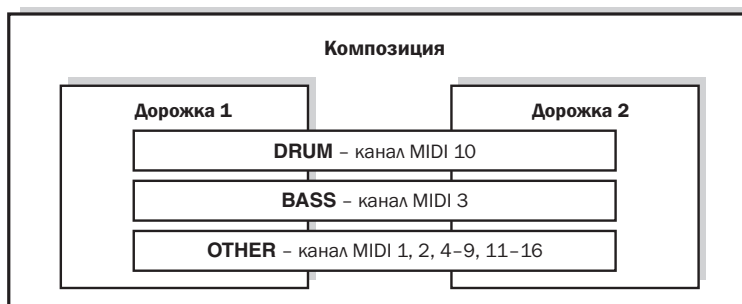 Композиция
Дорожка 1
Дорожка 2
DRUM – канал MIDI 10
BASS – канал MIDI 3
OTHER – канал MIDI 1, 2, 4–9, 11–16